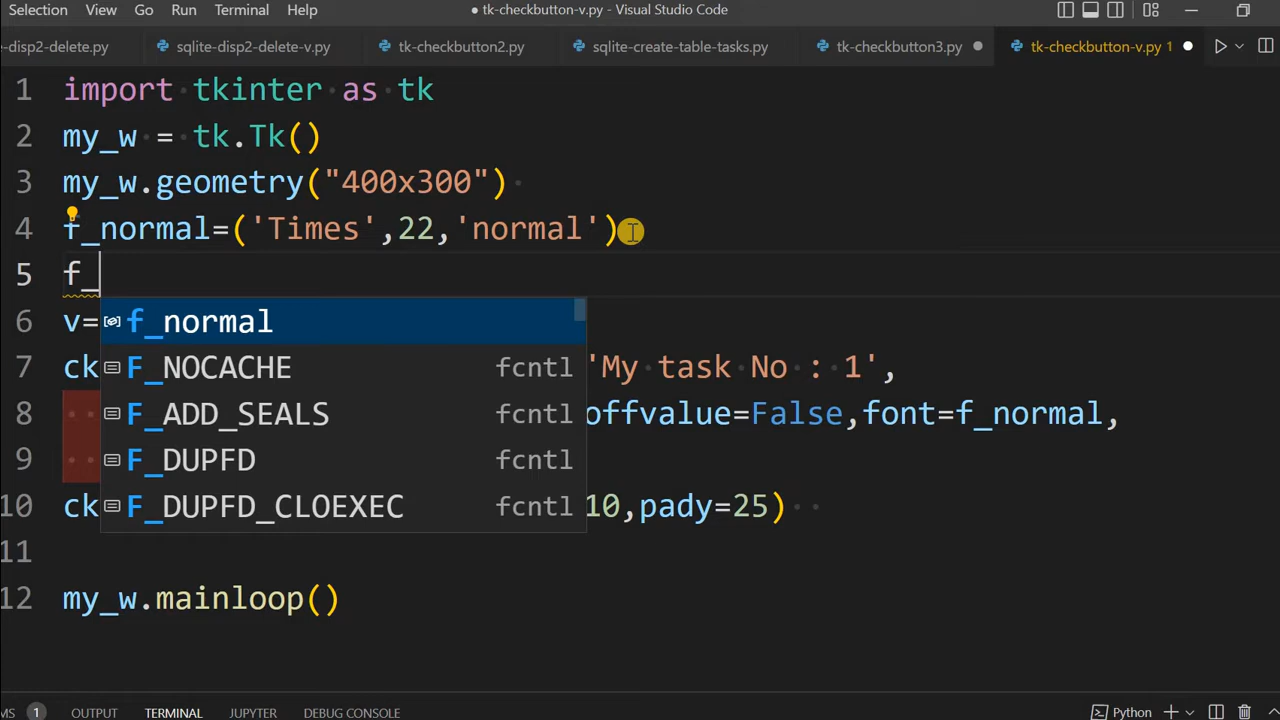 Selection View Go Run Terminal Help ● tk-checkbutton-v.py - Visual Studio Code
-disp2-delete.py sqlite-disp2-delete-v.py tk-checkbutton2.py sqlite-create-table-tasks.py tk-checkbutton3.py tk-checkbutton-v.py 1
1 import tkinter as tk
2 my_w = tk.Tk()
3 my_w.geometry("400x300")
4 f_normal=('Times',22,'normal')
5 f_
6 v=
f_normal
7 ck 'My task No : 1',
F_NOCACHE fcntl
8 offvalue=False,font=f_normal,
F_ADD_SEALS fcntl
9
F_DUPFD fcntl
10 ck 10,pady=25)
F_DUPFD_CLOEXEC fcntl
11
12 my_w.mainloop()
MS 1 OUTPUT TERMINAL JUPYTER DEBUG CONSOLE Python